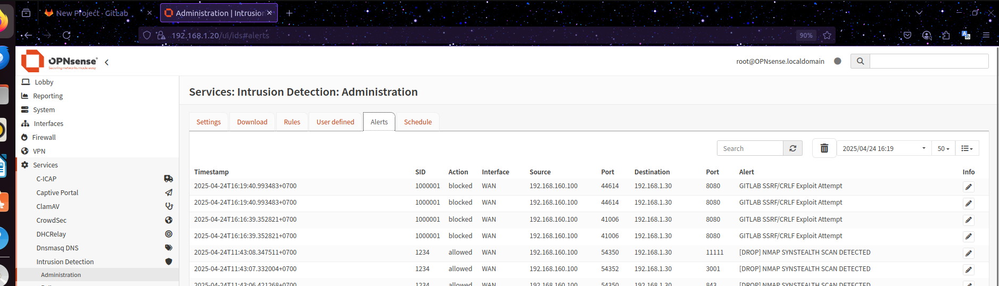 New Project · GitLab
Administration | Intrusion
192.168.1.20/ui/ids#alerts
90%
OPNsense
Securing networks made easy
root@OPNsense.localdomain
Lobby
Reporting
System
Interfaces
Firewall
VPN
Services
C-ICAP
Captive Portal
ClamAV
CrowdSec
DHCRelay
Dnsmasq DNS
Intrusion Detection
Administration
Services: Intrusion Detection: Administration
Settings Download Rules User defined Alerts Schedule
Search 2025/04/24 16:19 50
Timestamp SID Action Interface Source Port Destination Port Alert Info
2025-04-24T16:19:40.993483+0700 1000001 blocked WAN 192.168.160.100 44614 192.168.1.30 8080 GITLAB SSRF/CRLF Exploit Attempt
2025-04-24T16:19:40.993483+0700 1000001 blocked WAN 192.168.160.100 44614 192.168.1.30 8080 GITLAB SSRF/CRLF Exploit Attempt
2025-04-24T16:16:39.352821+0700 1000001 blocked WAN 192.168.160.100 41006 192.168.1.30 8080 GITLAB SSRF/CRLF Exploit Attempt
2025-04-24T16:16:39.352821+0700 1000001 blocked WAN 192.168.160.100 41006 192.168.1.30 8080 GITLAB SSRF/CRLF Exploit Attempt
2025-04-24T11:43:08.347511+0700 1234 allowed WAN 192.168.160.100 54350 192.168.1.30 11111 [DROP] NMAP SYNSTEALTH SCAN DETECTED
2025-04-24T11:43:07.332004+0700 1234 allowed WAN 192.168.160.100 54352 192.168.1.30 3001 [DROP] NMAP SYNSTEALTH SCAN DETECTED
2025-04-24T11:43:06.421268+0700 1234 allowed WAN 192.168.160.100 54350 192.168.1.30 843 [DROP] NMAP SYNSTEALTH SCAN DETECTED